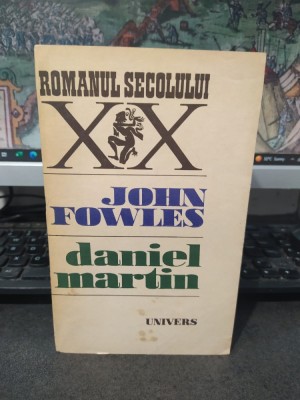 ROMANUL SECOLULUI
XX
JOHN
FOWLES
daniel
martin
UNIVERS